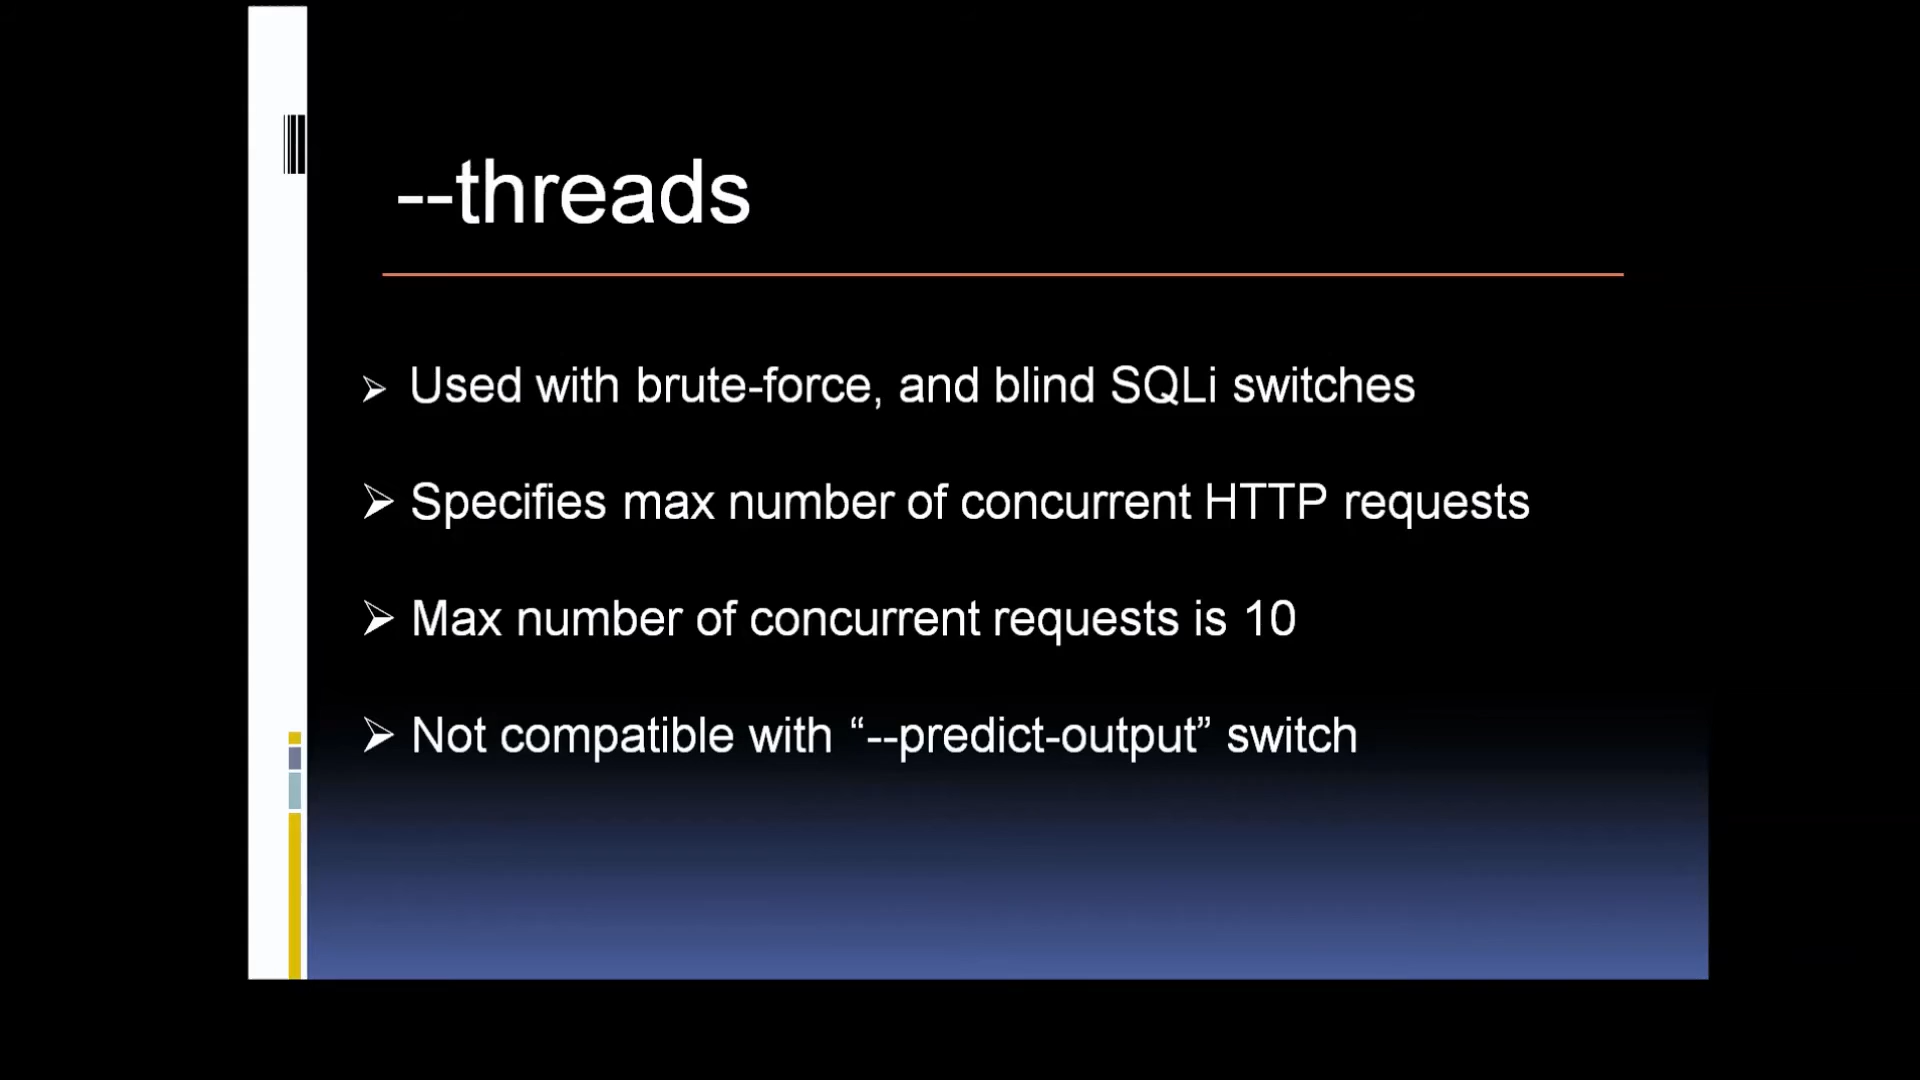 --threads
Used with brute-force, and blind SQLi switches
Specifies max number of concurrent HTTP requests
Max number of concurrent requests is 10
Not compatible with “--predict-output” switch